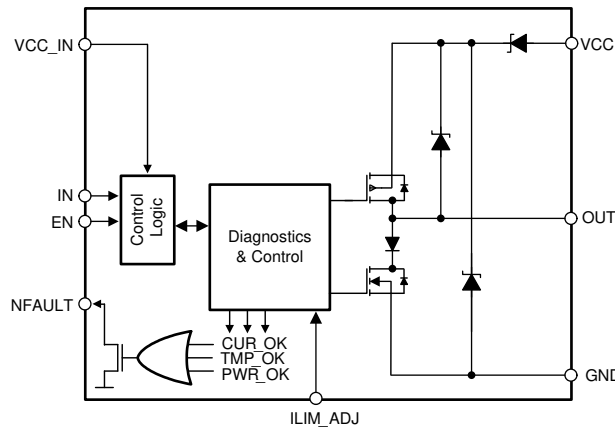 VCC_IN
VCC
IN
EN
Control
Logic
Diagnostics
& Control
OUT
NFAULT
CUR_OK
TMP_OK
PWR_OK
GND
ILIM_ADJ